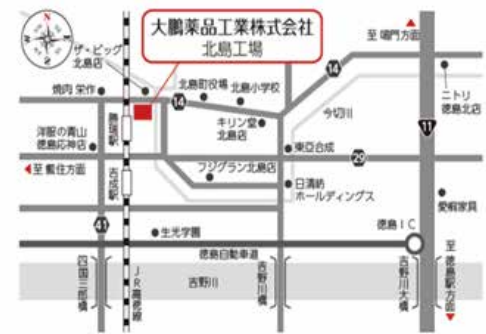 大鵬薬品工業株式会社
北島工場
ザ・ビッグ
北島店
至 鳴門方面
焼肉 栄作
北島町役場
北島小学校
14
14
ニトリ
徳島北店
勝瑞駅
キリン堂
北島店
今切川
11
洋服の青山
徳島応神店
東亞合成
29
至 藍住方面
吉成駅
フジグラン北島店
日清紡
ホールディングス
愛蝦家具
徳島IC
41
生光学園
徳島自動車道
四国三郎橋
JR高徳線
吉野川
吉野川橋
吉野川大橋
至 徳島駅方面